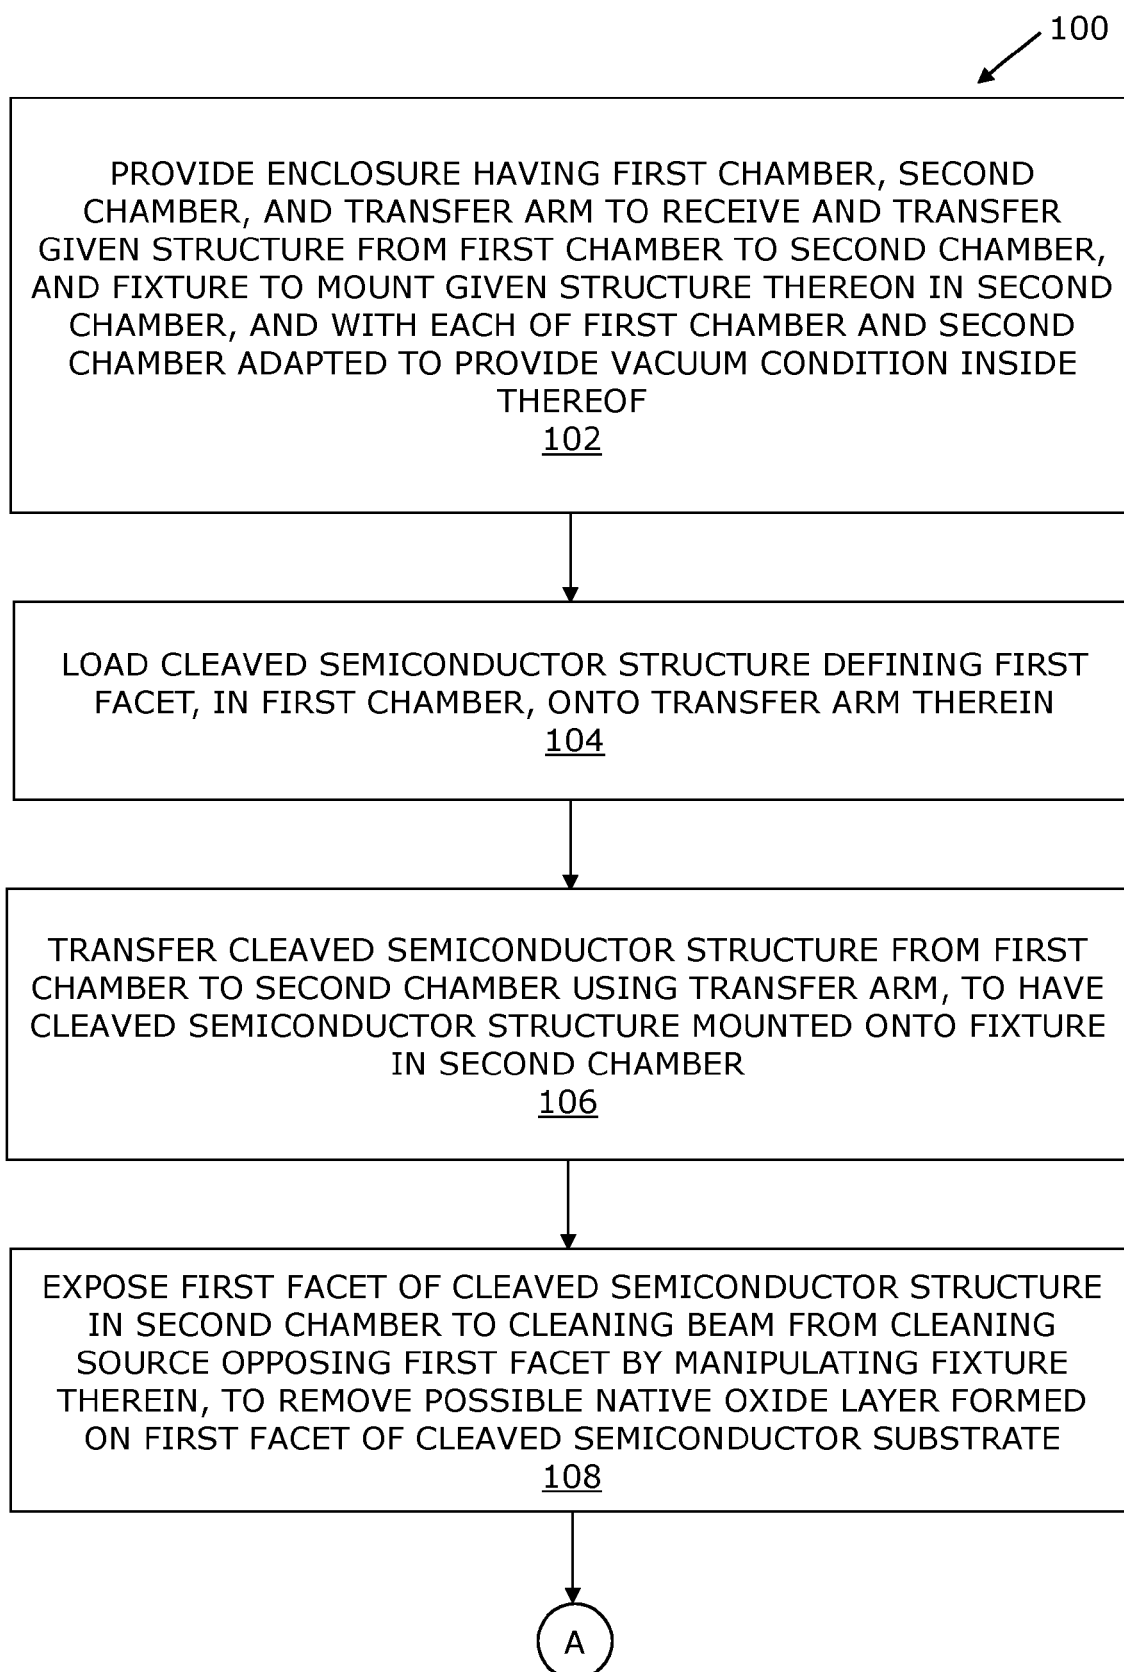 100
PROVIDE ENCLOSURE HAVING FIRST CHAMBER, SECOND
CHAMBER, AND TRANSFER ARM TO RECEIVE AND TRANSFER
GIVEN STRUCTURE FROM FIRST CHAMBER TO SECOND CHAMBER,
AND FIXTURE TO MOUNT GIVEN STRUCTURE THEREON IN SECOND
CHAMBER, AND WITH EACH OF FIRST CHAMBER AND SECOND
CHAMBER ADAPTED TO PROVIDE VACUUM CONDITION INSIDE
THEREOF
102
LOAD CLEAVED SEMICONDUCTOR STRUCTURE DEFINING FIRST
FACET, IN FIRST CHAMBER, ONTO TRANSFER ARM THEREIN
104
TRANSFER CLEAVED SEMICONDUCTOR STRUCTURE FROM FIRST
CHAMBER TO SECOND CHAMBER USING TRANSFER ARM, TO HAVE
CLEAVED SEMICONDUCTOR STRUCTURE MOUNTED ONTO FIXTURE
IN SECOND CHAMBER
106
EXPOSE FIRST FACET OF CLEAVED SEMICONDUCTOR STRUCTURE
IN SECOND CHAMBER TO CLEANING BEAM FROM CLEANING
SOURCE OPPOSING FIRST FACET BY MANIPULATING FIXTURE
THEREIN, TO REMOVE POSSIBLE NATIVE OXIDE LAYER FORMED
ON FIRST FACET OF CLEAVED SEMICONDUCTOR SUBSTRATE
108
A